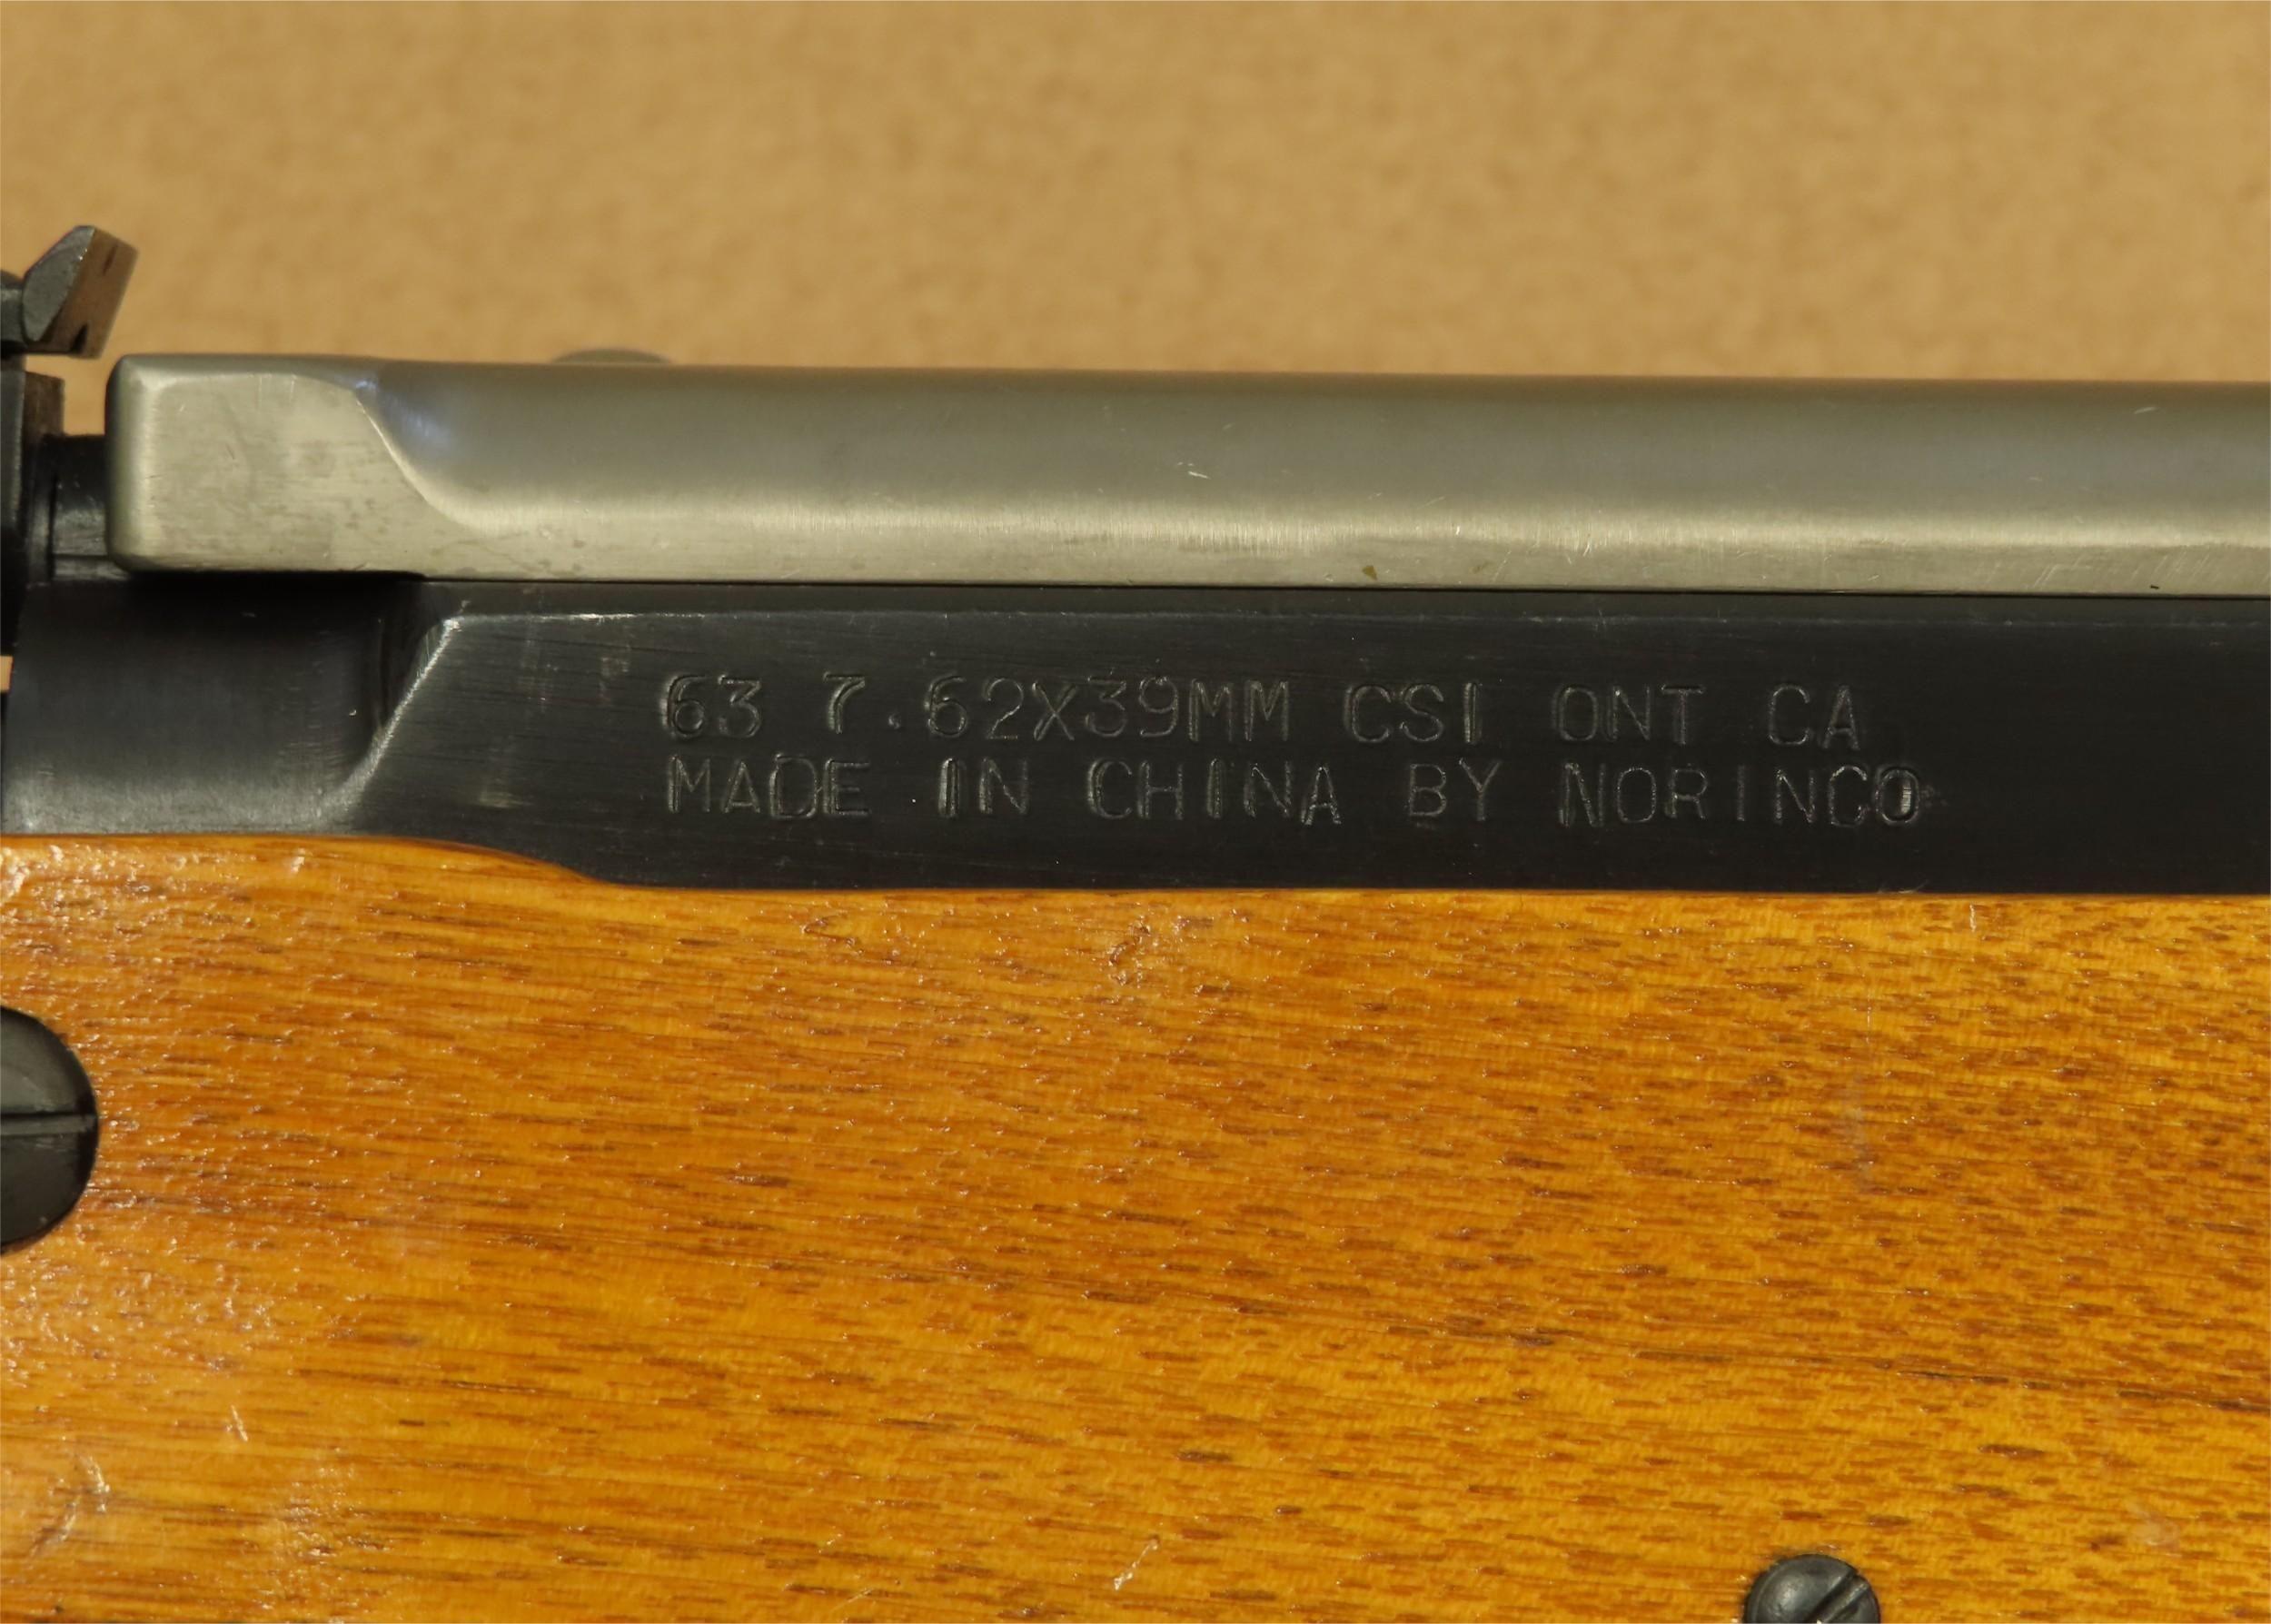 63 7.62X39MM CSI ONT CA
MADE IN CHINA BY NORINCO